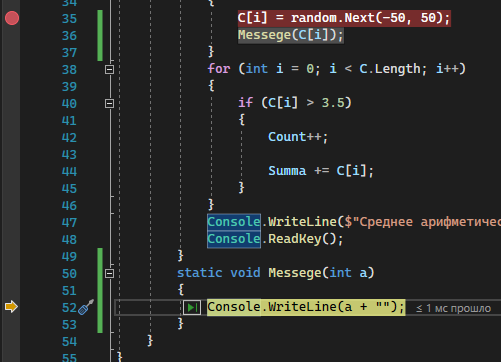 34 {
35 C[i] = random.Next(-50, 50);
36 Messege(C[i]);
37 }
38 for (int i = 0; i < C.Length; i++)
39 {
40 if (C[i] > 3.5)
41 {
42 Count++;
43
44 Summa += C[i];
45 }
46 }
47 Console.WriteLine($"Среднее арифметичес
48 Console.ReadKey();
49 }
50 static void Messege(int a)
51 {
52 Console.WriteLine(a + ""); ≤ 1 мс прошло
53 }
54 }
55 }